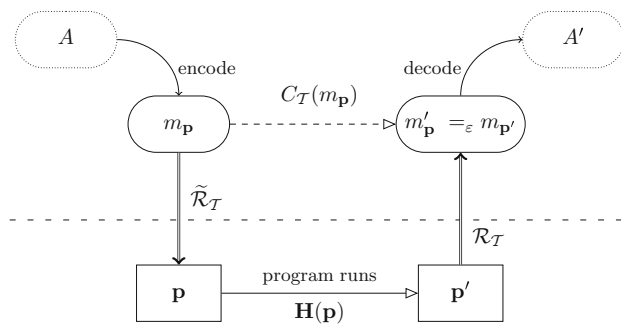 A
A′
encode
decode
C_𝒯(m_𝐩)
m_𝐩
m′_𝐩 =_ε m_𝐩′
ℛ̃_𝒯
ℛ_𝒯
𝐩
program runs
𝐇(𝐩)
𝐩′